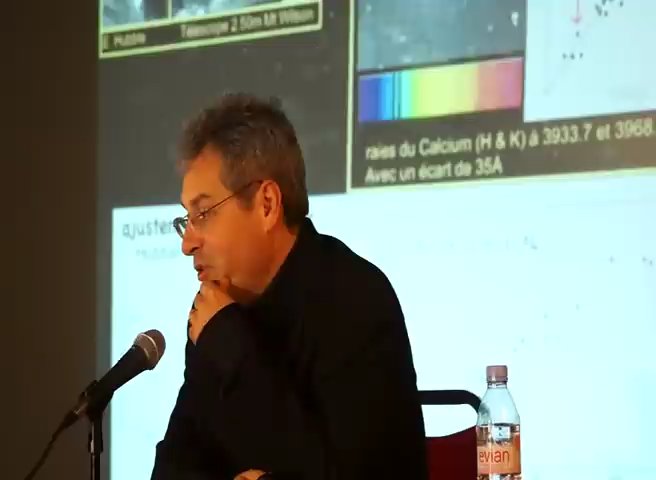 E. Hubble
Télescope 2.50m Mt Wilson
raies du Calcium (H & K) à 3933.7 et 3968.
Avec un écart de 35A
ajuster
evian